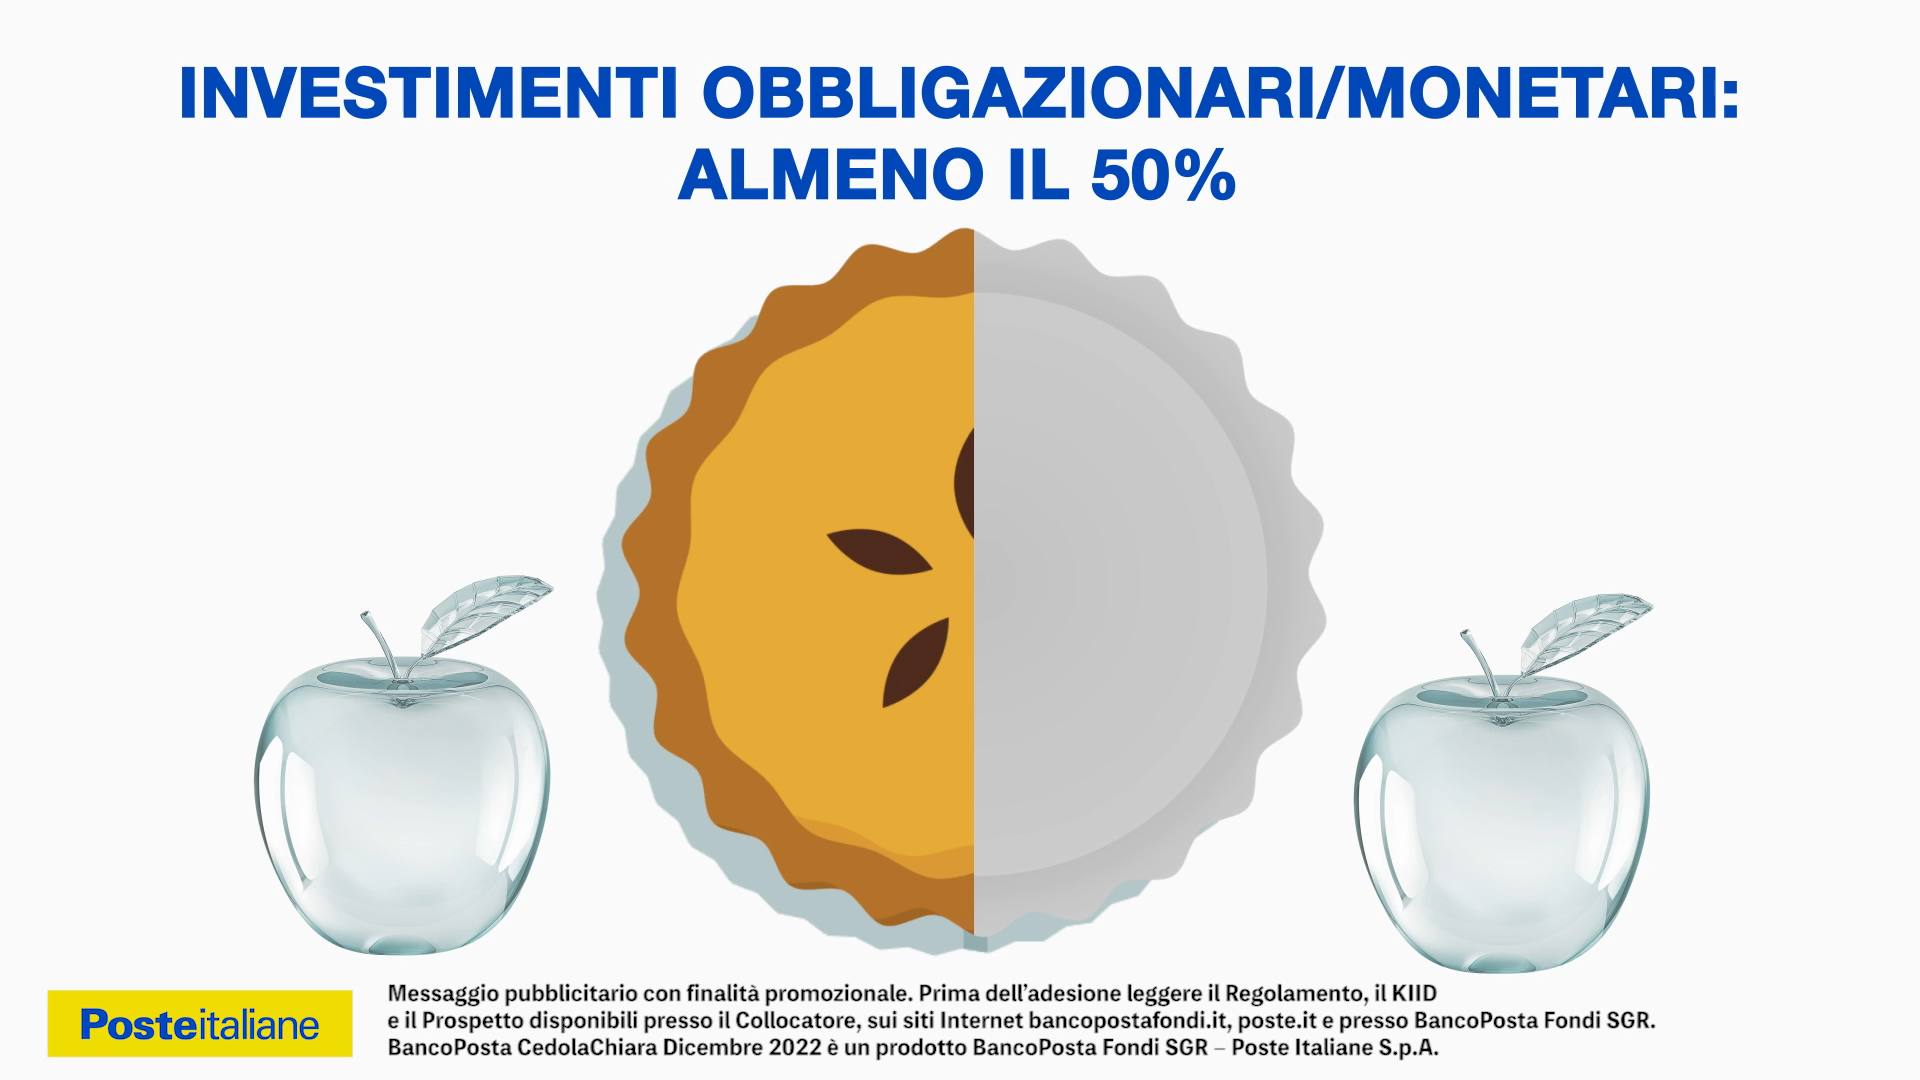 INVESTIMENTI OBBLIGAZIONARI/MONETARI:
ALMENO IL 50%
Posteitaliane
Messaggio pubblicitario con finalità promozionale. Prima dell’adesione leggere il Regolamento, il KIID
e il Prospetto disponibili presso il Collocatore, sui siti Internet bancopostafondi.it, poste.it e presso BancoPosta Fondi SGR.
BancoPosta CedolaChiara Dicembre 2022 è un prodotto BancoPosta Fondi SGR – Poste Italiane S.p.A.